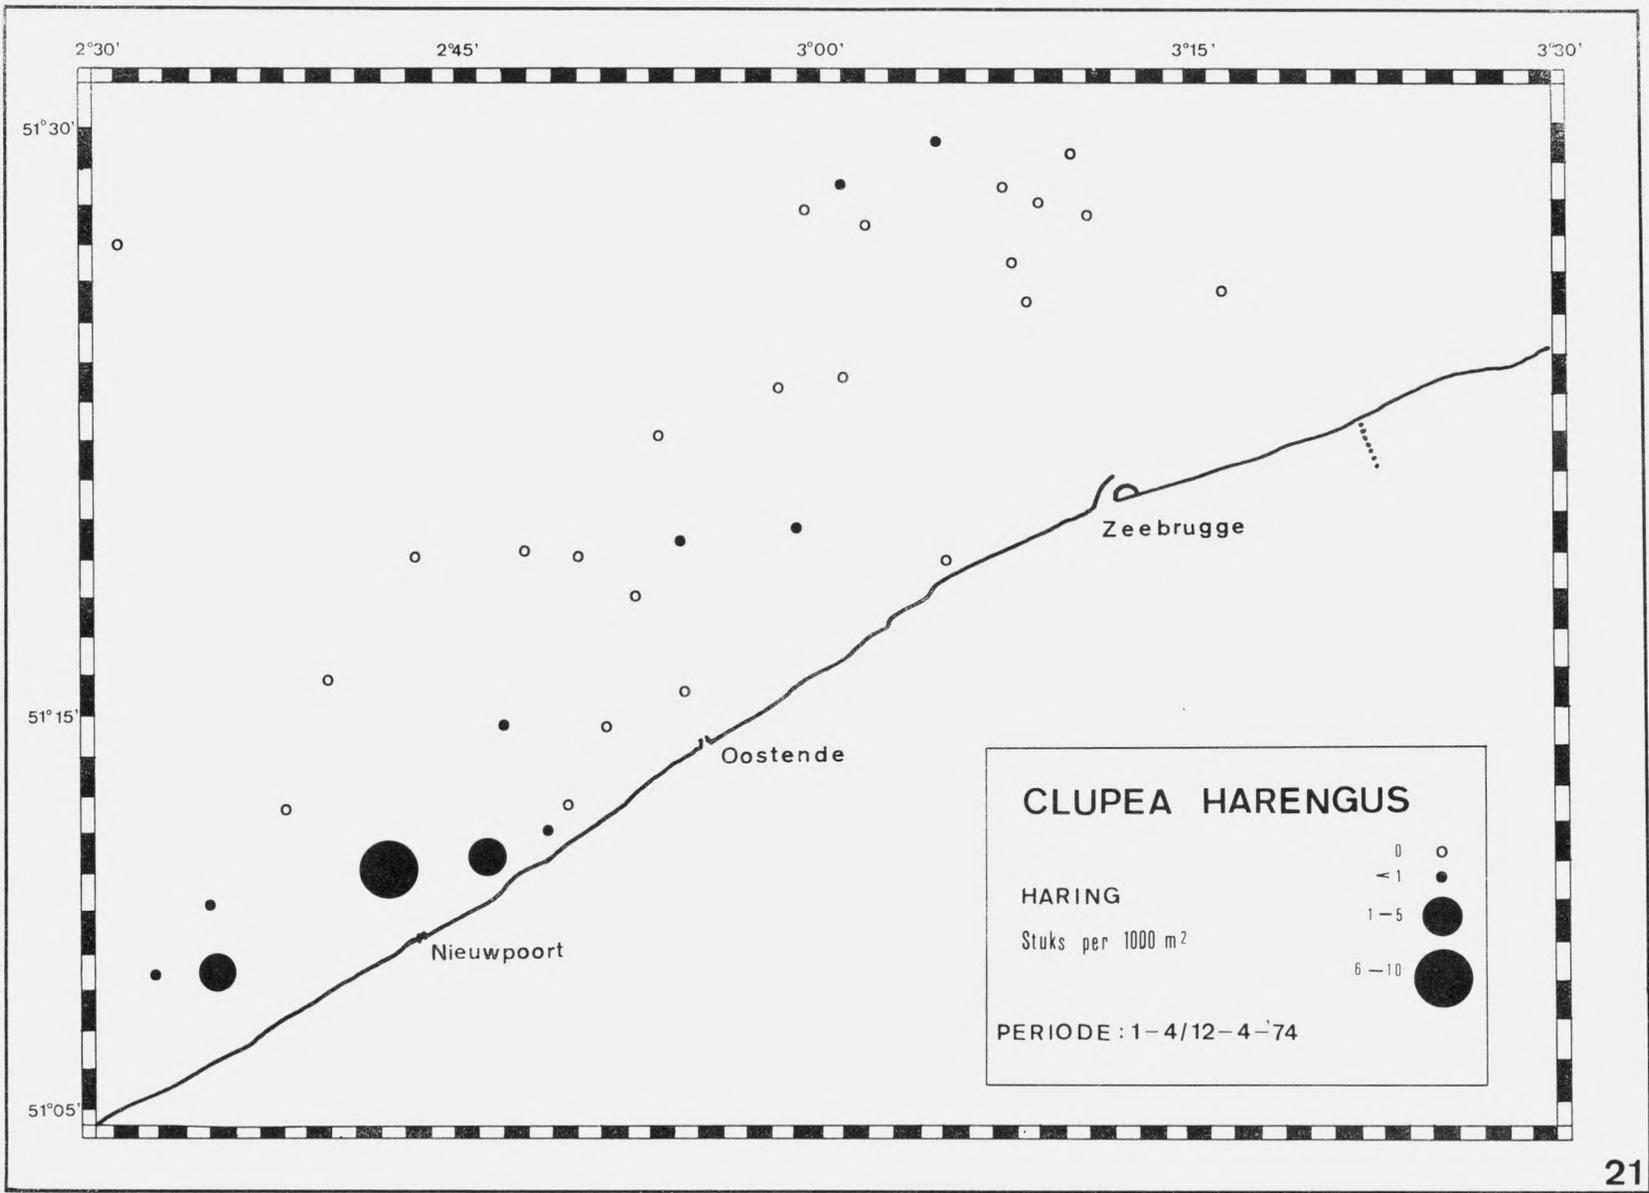 2°30' 2°45' 3°00' 3°15' 3°30'
51°30'
Zeebrugge
51°15'
Oostende
CLUPEA HARENGUS
0
<1
HARING
1-5
Stuks per 1000 m²
Nieuwpoort
6-10
PERIODE: 1-4/12-4-'74
51°05'
21